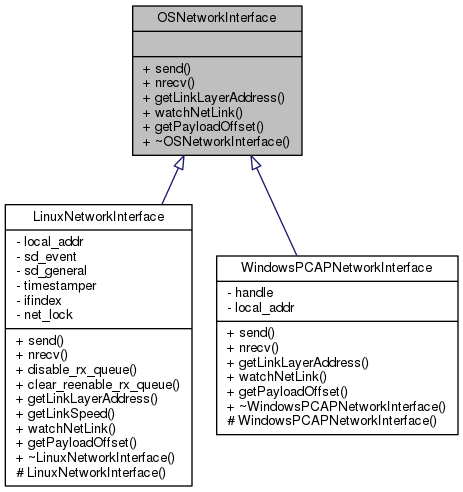 OSNetworkInterface
+ send()
+ nrecv()
+ getLinkLayerAddress()
+ watchNetLink()
+ getPayloadOffset()
+ ~OSNetworkInterface()
LinuxNetworkInterface
- local_addr
- sd_event
- sd_general
- timestamper
- ifindex
- net_lock
+ send()
+ nrecv()
+ disable_rx_queue()
+ clear_reenable_rx_queue()
+ getLinkLayerAddress()
+ getLinkSpeed()
+ watchNetLink()
+ getPayloadOffset()
+ ~LinuxNetworkInterface()
# LinuxNetworkInterface()
WindowsPCAPNetworkInterface
- handle
- local_addr
+ send()
+ nrecv()
+ getLinkLayerAddress()
+ watchNetLink()
+ getPayloadOffset()
+ ~WindowsPCAPNetworkInterface()
# WindowsPCAPNetworkInterface()